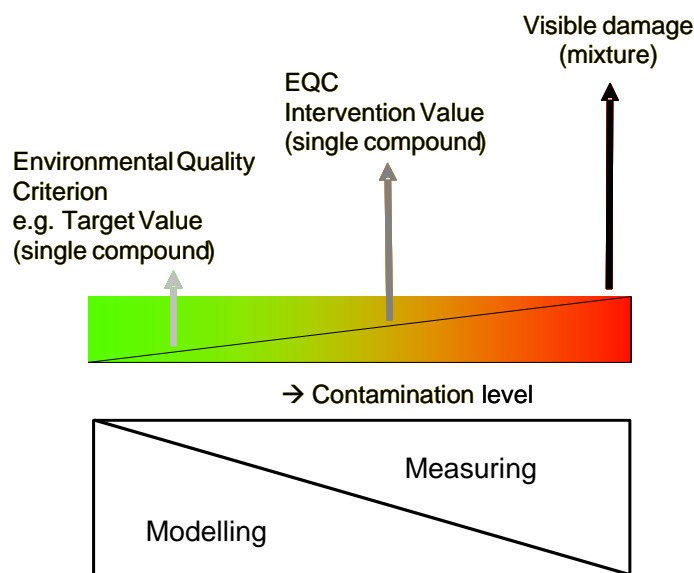 Visible damage
(mixture)
EQC
Intervention Value
(single compound)
Environmental Quality
Criterion
e.g. Target Value
(single compound)
→ Contamination level
Measuring
Modelling